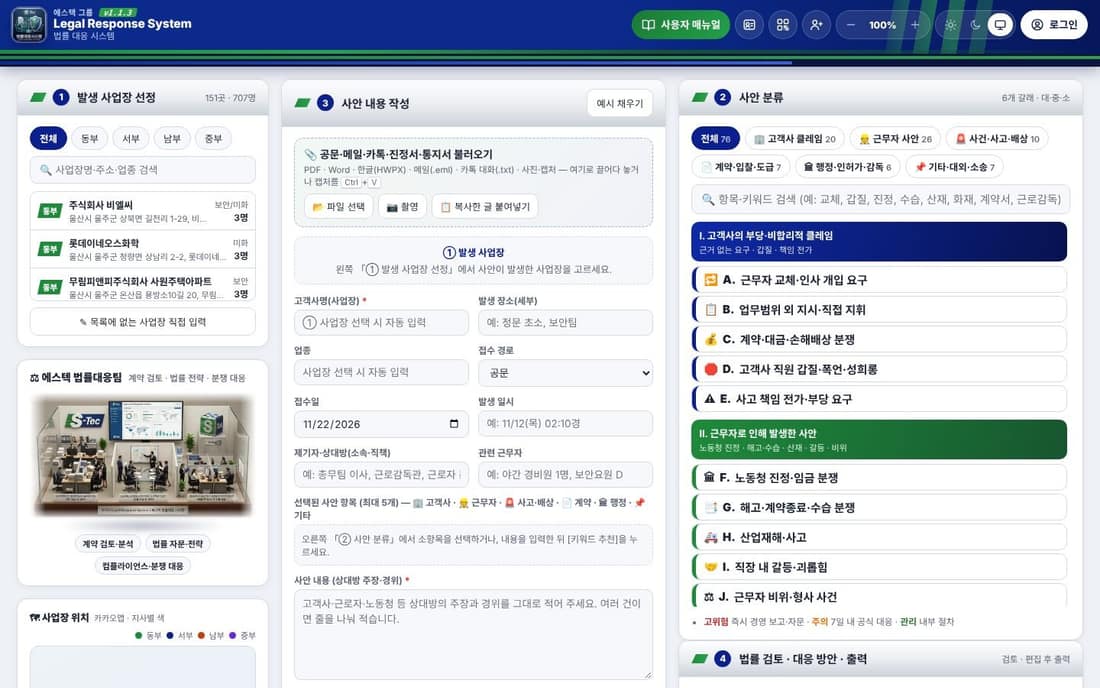 에스텍 그룹 v1.1.3
Legal Response System
법률 대응 시스템
사용자 매뉴얼
− 100% +
로그인
1 발생 사업장 선정 151곳 · 707명
전체 동부 서부 남부 중부
🔍 사업장명·주소·업종 검색
동부 주식회사 비엘씨 보안/미화
울산시 울주군 상북면 길천리 1-29, 비... 3명
동부 롯데이네오스화학 미화
울산시 울주군 청량면 상남리 2-2, 롯데이네... 3명
동부 무림피앤피주식회사 사원주택아파트 보안
울산시 울주군 온산읍 용방소10길 20, 무림... 3명
✎ 목록에 없는 사업장 직접 입력
⚖ 에스텍 법률대응팀 계약 검토 · 법률 전략 · 분쟁 대응
S-Tec
계약 검토·분석 법률 자문·전략
컴플라이언스·분쟁 대응
🗺 사업장 위치 카카오맵 · 지사별 색
동부 서부 남부 중부
3 사안 내용 작성 예시 채우기
📎 공문·메일·카톡·진정서·통지서 불러오기
PDF · Word · 한글(HWPX) · 메일(.eml) · 카톡 대화(.txt) · 사진·캡처 — 여기로 끌어다 놓거
나 캡처를 Ctrl + V
📂 파일 선택 📷 촬영 📋 복사한 글 붙여넣기
① 발생 사업장
왼쪽 「① 발생 사업장 선정」에서 사안이 발생한 사업장을 고르세요.
고객사명(사업장) * 발생 장소(세부)
① 사업장 선택 시 자동 입력 예: 정문 초소, 보안팀
업종 접수 경로
사업장 선택 시 자동 입력 공문
접수일 발생 일시
11/22/2026 예: 11/12(목) 02:10경
제기자·상대방(소속·직책) 관련 근무자
예: 총무팀 이사, 근로감독관, 근로자 예: 야간 경비원 1명, 보안요원 D
선택된 사안 항목 (최대 5개) — 🏢 고객사 · 👷 근무자 · 🚨 사고·배상 · 📄 계약 · 🏛 행정 · 📌
기타
오른쪽 「② 사안 분류」에서 소항목을 선택하거나, 내용을 입력한 뒤 [키워드 추천]을 누
르세요.
사안 내용 (상대방 주장·경위) *
고객사·근로자·노동청 등 상대방의 주장과 경위를 그대로 적어 주세요. 여러 건이
면 줄을 나눠 적습니다.
2 사안 분류 6개 갈래 · 대·중·소
전체 76 🏢 고객사 클레임 20 👷 근무자 사안 26 🚨 사건·사고·배상 10
📄 계약·입찰·도급 7 🏛 행정·인허가·감독 6 📌 기타·대외·소송 7
🔍 항목·키워드 검색 (예: 교체, 갑질, 진정, 수습, 산재, 화재, 계약서, 근로감독)
I. 고객사의 부당·비합리적 클레임
근거 없는 요구 · 갑질 · 책임 전가
🔁 A. 근무자 교체·인사 개입 요구
📋 B. 업무범위 외 지시·직접 지휘
💰 C. 계약·대금·손해배상 분쟁
🛑 D. 고객사 직원 갑질·폭언·성희롱
⚠ E. 사고 책임 전가·부당 요구
II. 근무자로 인해 발생한 사안
노동청 진정 · 해고·수습 · 산재 · 갈등 · 비위
🏛 F. 노동청 진정·임금 분쟁
📑 G. 해고·계약종료·수습 분쟁
🚑 H. 산업재해·사고
🤝 I. 직장 내 갈등·괴롭힘
⚖ J. 근무자 비위·형사 사건
• 고위험 즉시 경영 보고·자문 · 주의 7일 내 공식 대응 · 관리 내부 절차
4 법률 검토 · 대응 방안 · 출력 검토 · 편집 후 출력